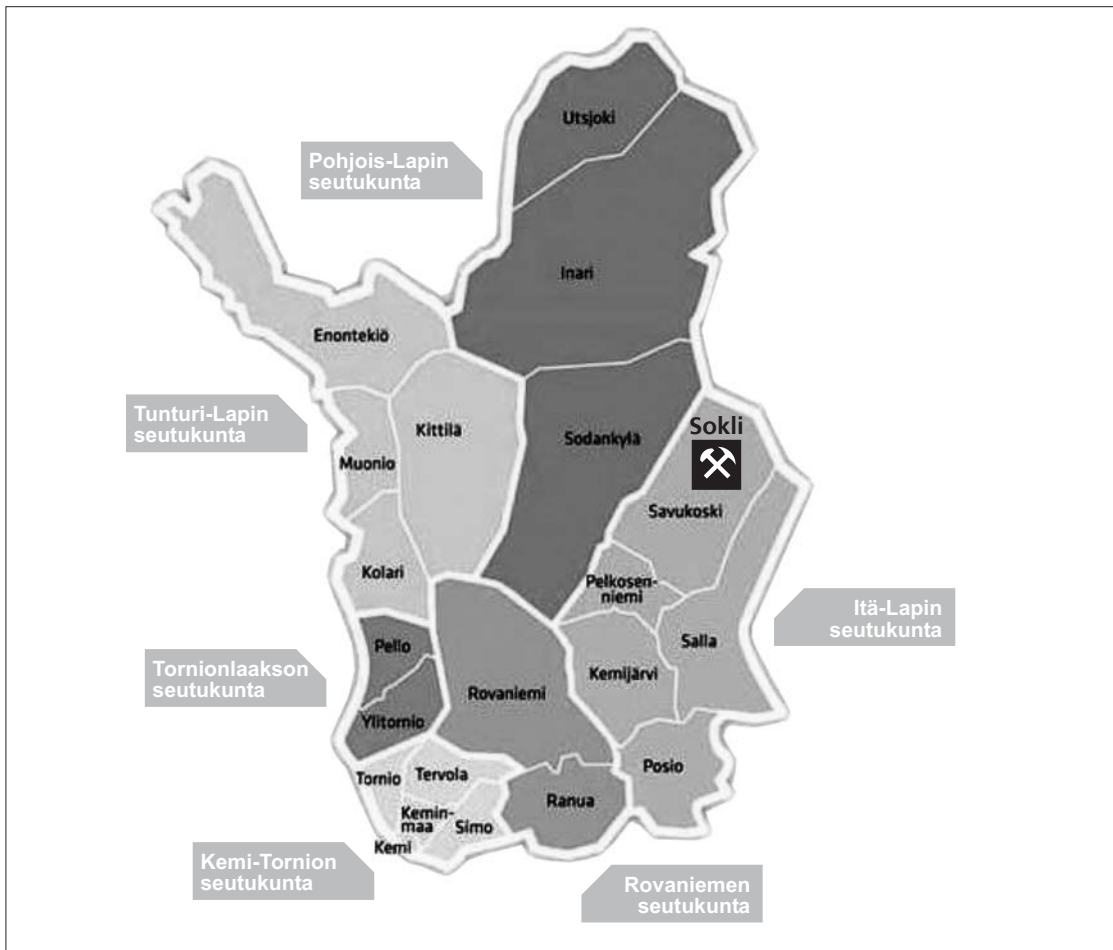 Utsjoki
Pohjois-Lapin
seutukunta
Inari
Enontekiö
Tunturi-Lapin
seutukunta
Kittilä
Sodankylä
Sokli
Muonio
Savukoski
Kolari
Pelkosen-
niemi
Itä-Lapin
seutukunta
Pello
Salla
Tornionlaakson
seutukunta
Kemijärvi
Rovaniemi
Ylitornio
Tornio
Tervola
Posio
Ranua
Kemin-
maa
Simo
Kemi
Kemi-Tornion
seutukunta
Rovaniemen
seutukunta